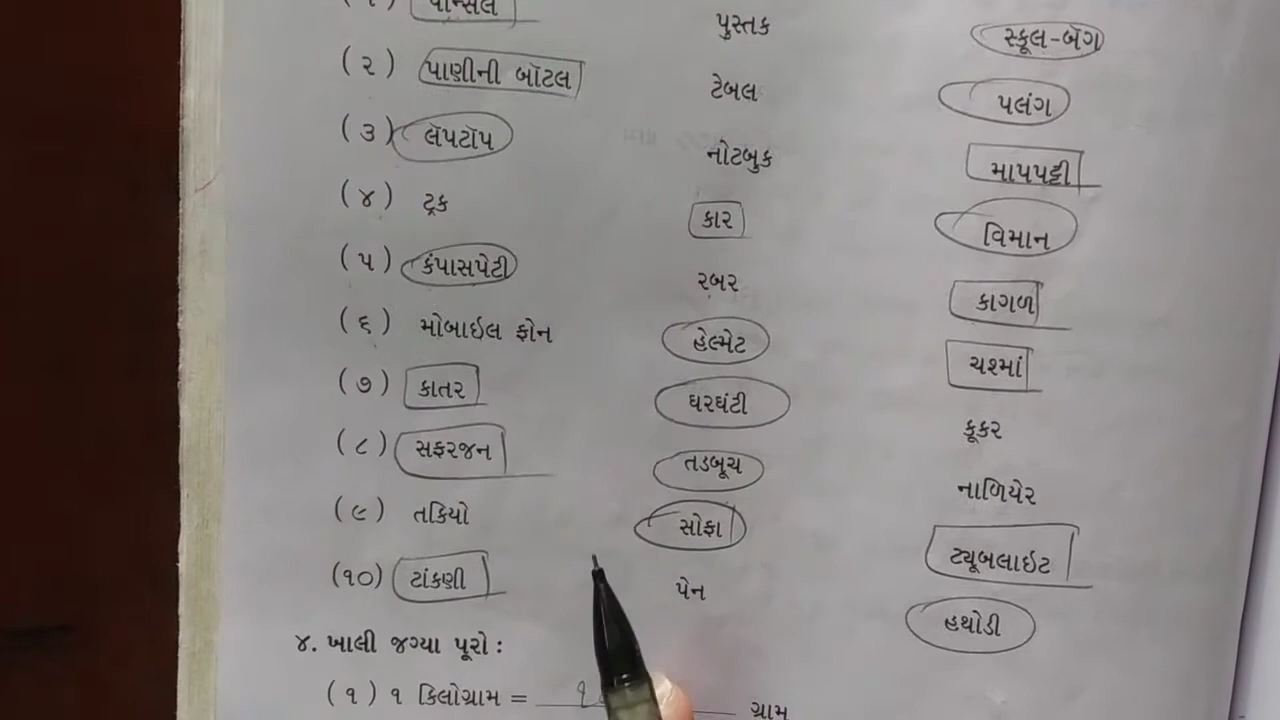 (૧) પેન્સિલ પુસ્તક સ્કૂલ-બૅગ
(૨) પાણીની બૉટલ ટેબલ પલંગ
(૩) લૅપટૉપ નોટબુક માપપટ્ટી
(૪) ટ્રક કાર વિમાન
(૫) કંપાસપેટી રબર કાગળ
(૬) મોબાઇલ ફોન હેલ્મેટ ચશ્માં
(૭) કાતર ઘરઘંટી કૂકર
(૮) સફરજન તડબૂચ નાળિયેર
(૯) તકિયો સોફા ટ્યૂબલાઇટ
(૧૦) ટાંકણી પેન હથોડી
૪. ખાલી જગ્યા પૂરો :
(૧) ૧ કિલોગ્રામ = ગ્રામ